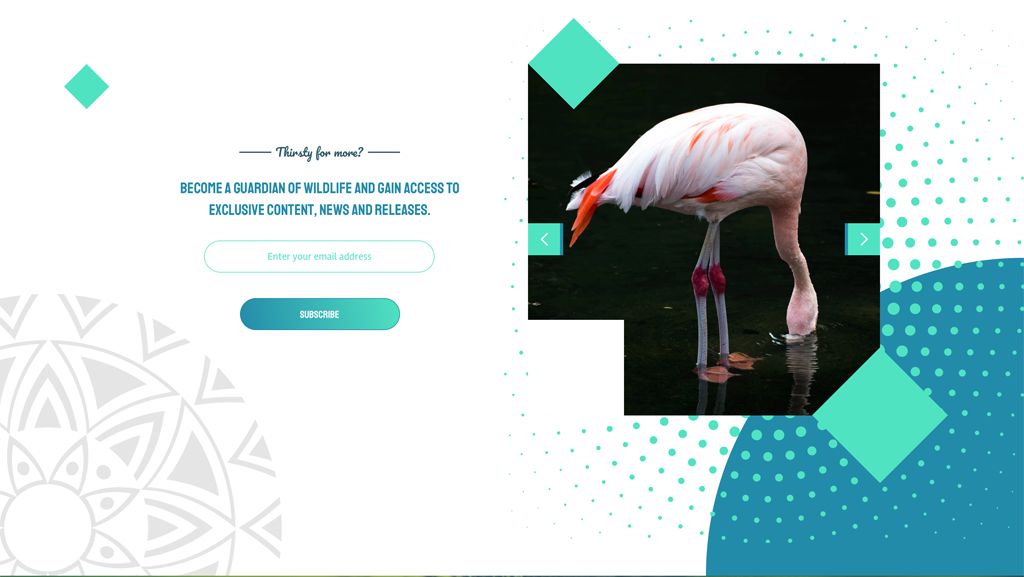 Thirsty for more?
BECOME A GUARDIAN OF WILDLIFE AND GAIN ACCESS TO
EXCLUSIVE CONTENT, NEWS AND RELEASES.
Enter your email address
SUBSCRIBE